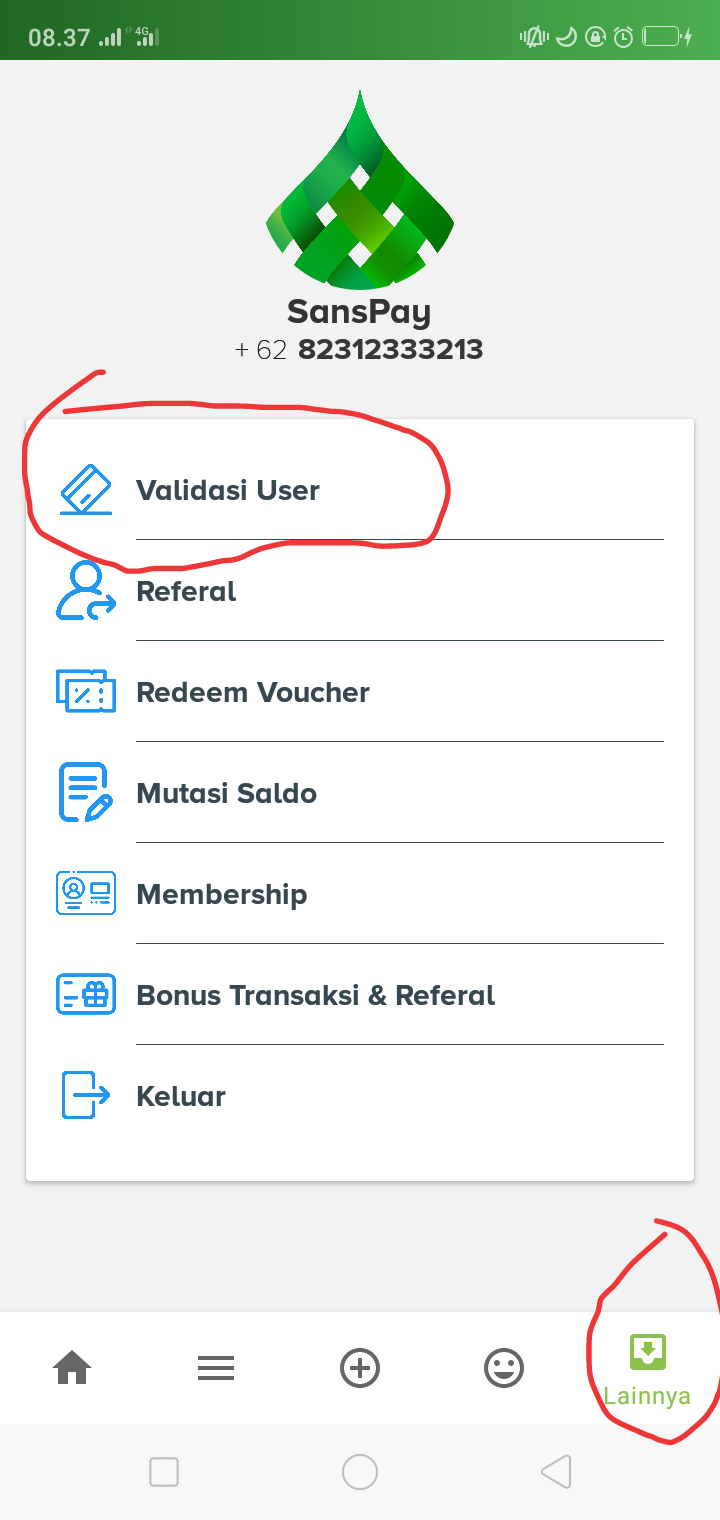 08.37 4G
SansPay
+ 62 82312333213
Validasi User
Referal
Redeem Voucher
Mutasi Saldo
Membership
Bonus Transaksi & Referal
Keluar
Lainnya